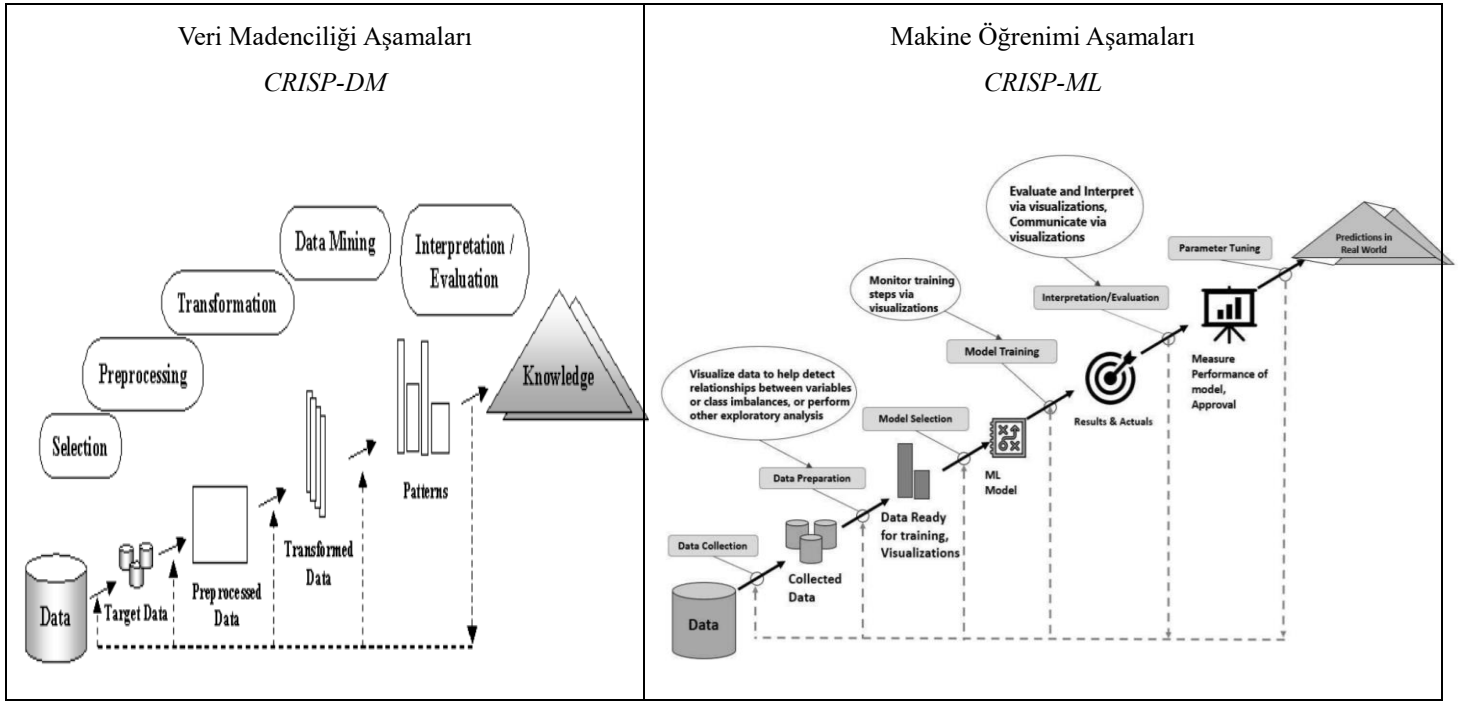 Veri Madenciliği Aşamaları
CRISP-DM
Data Mining
Interpretation /
Evaluation
Transformation
Preprocessing
Selection
Knowledge
Patterns
Transformed
Data
Preprocessed
Data
Target Data
Data
Makine Öğrenimi Aşamaları
CRISP-ML
Evaluate and Interpret
via visualizations,
Communicate via
visualizations
Parameter Tuning
Predictions in
Real World
Monitor training
steps via
visualizations
Interpretation/Evaluation
Model Training
Measure
Performance of
model,
Approval
Visualize data to help detect
relationships between variables
or class imbalances, or perform
other exploratory analysis
Model Selection
Results & Actuals
Data Preparation
ML
Model
Data Ready
for training,
Visualizations
Data Collection
Collected
Data
Data